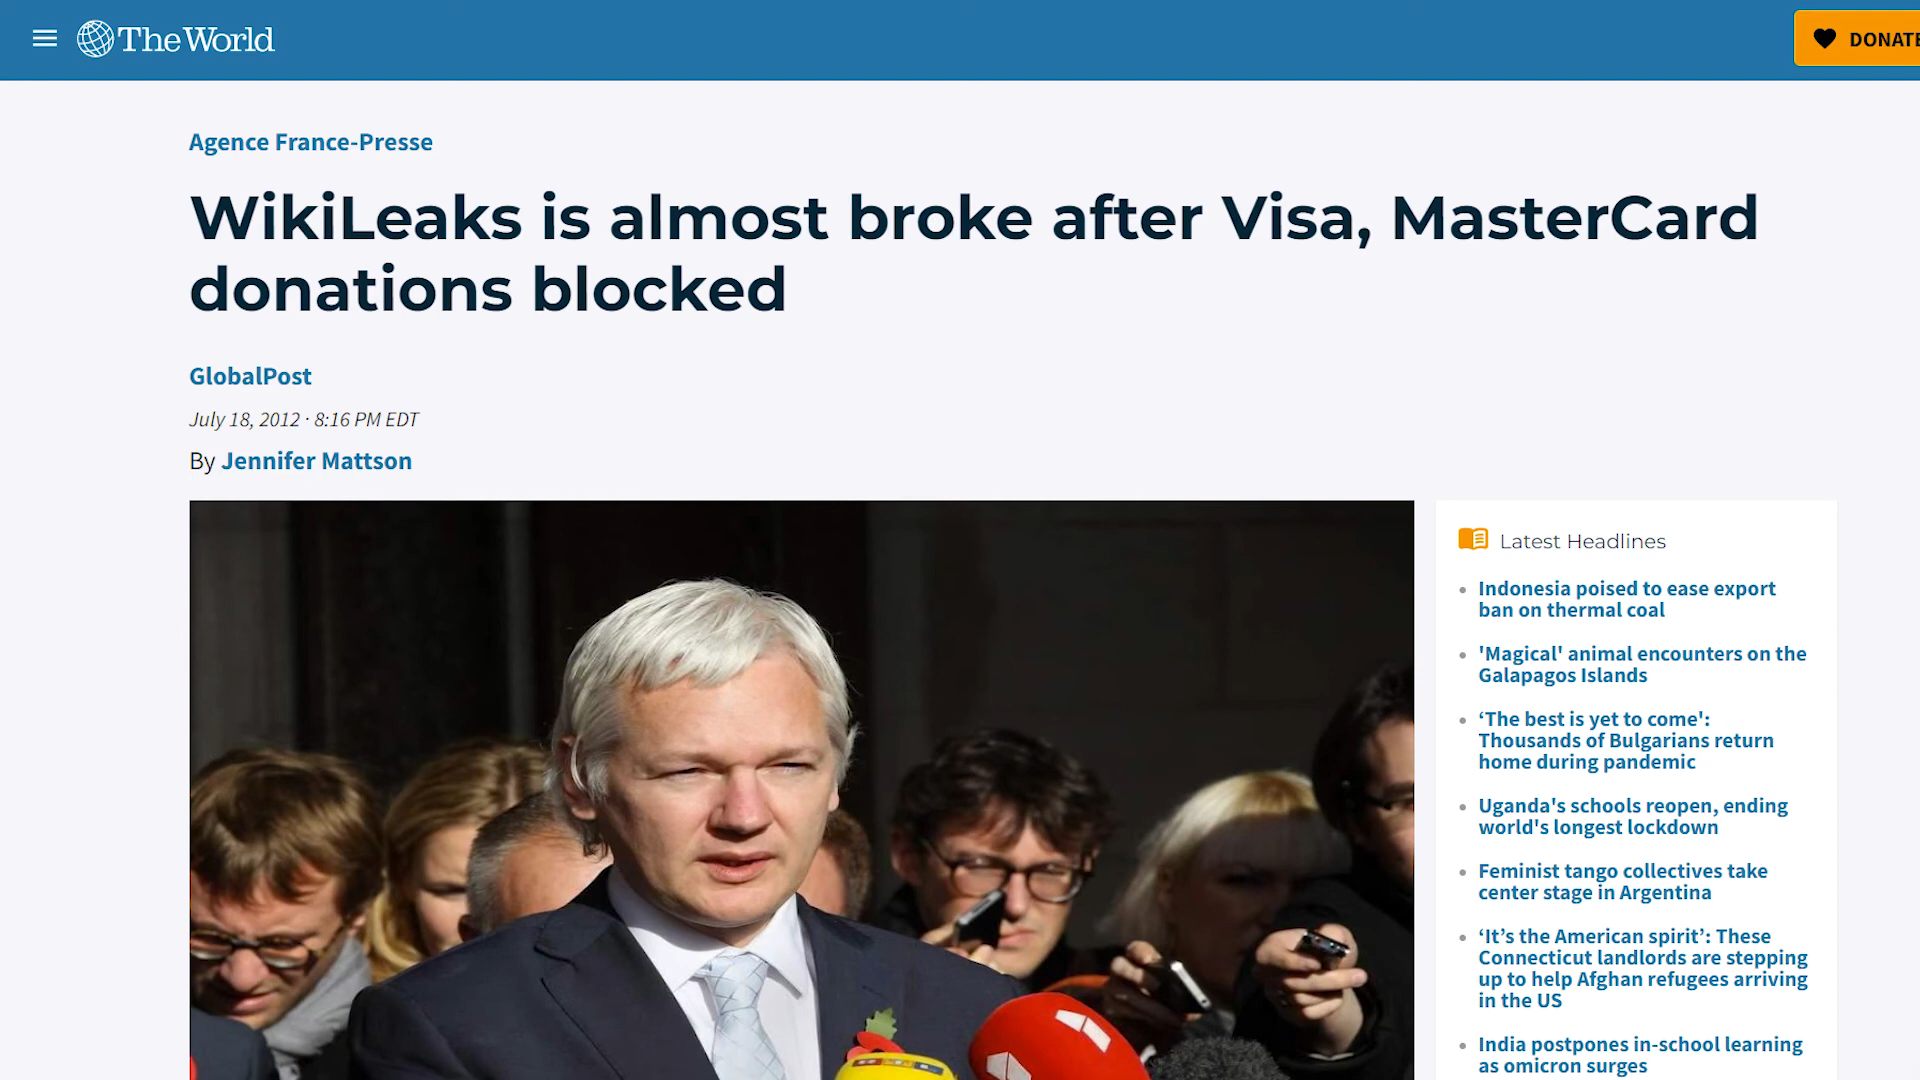 The World
DONATE
Agence France-Presse
WikiLeaks is almost broke after Visa, MasterCard
donations blocked
GlobalPost
July 18, 2012 · 8:16 PM EDT
By Jennifer Mattson
Latest Headlines
Indonesia poised to ease export
ban on thermal coal
'Magical' animal encounters on the
Galapagos Islands
‘The best is yet to come':
Thousands of Bulgarians return
home during pandemic
Uganda's schools reopen, ending
world's longest lockdown
Feminist tango collectives take
center stage in Argentina
‘It’s the American spirit’: These
Connecticut landlords are stepping
up to help Afghan refugees arriving
in the US
India postpones in-school learning
as omicron surges